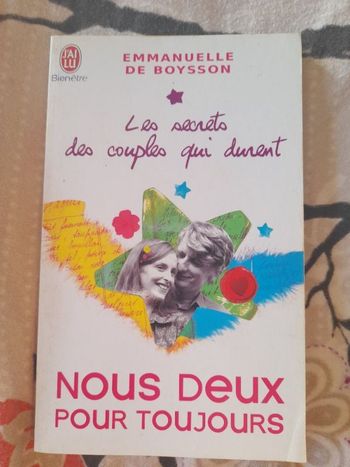 J'AI
LU
Bien-être
EMMANUELLE
DE BOYSSON
Les secrets
des couples qui durent
NOUS DEUX
POUR TOUJOURS